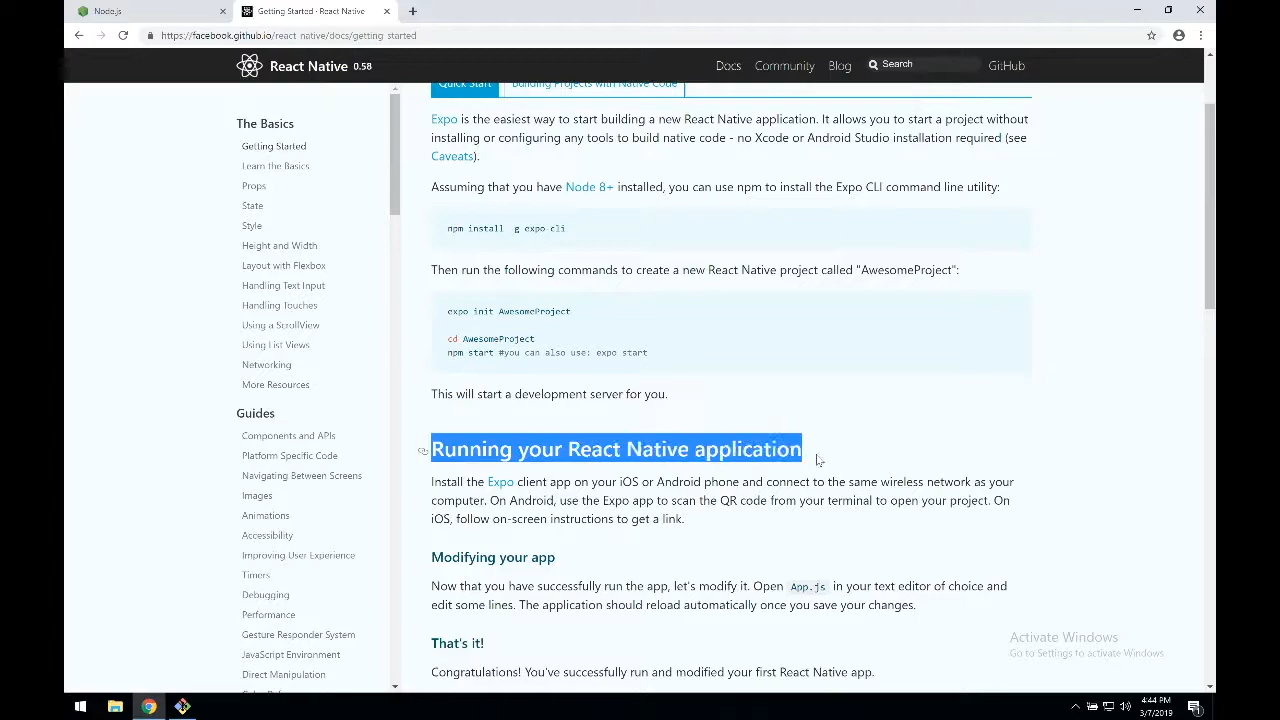 Node.js
Getting Started · React Native
https://facebook.github.io/react native/docs/getting started
React Native 0.58
Docs
Community
Blog
Search
GitHub
The Basics
Getting Started
Learn the Basics
Props
State
Style
Height and Width
Layout with Flexbox
Handling Text Input
Handling Touches
Using a ScrollView
Using List Views
Networking
More Resources
Guides
Components and APIs
Platform Specific Code
Navigating Between Screens
Images
Animations
Accessibility
Improving User Experience
Timers
Debugging
Performance
Gesture Responder System
JavaScript Environment
Direct Manipulation
Quick Start
Building Projects with Native Code
Expo is the easiest way to start building a new React Native application. It allows you to start a project without
installing or configuring any tools to build native code - no Xcode or Android Studio installation required (see
Caveats).
Assuming that you have Node 8+ installed, you can use npm to install the Expo CLI command line utility:
npm install g expo cli
Then run the following commands to create a new React Native project called "AwesomeProject":
expo init AwesomeProject
cd AwesomeProject
npm start #you can also use: expo start
This will start a development server for you.
Running your React Native application
Install the Expo client app on your iOS or Android phone and connect to the same wireless network as your
computer. On Android, use the Expo app to scan the QR code from your terminal to open your project. On
iOS, follow on-screen instructions to get a link.
Modifying your app
Now that you have successfully run the app, let's modify it. Open App.js in your text editor of choice and
edit some lines. The application should reload automatically once you save your changes.
That's it!
Congratulations! You've successfully run and modified your first React Native app.
Activate Windows
Go to Settings to activate Windows.
4:44 PM
3/7/2019